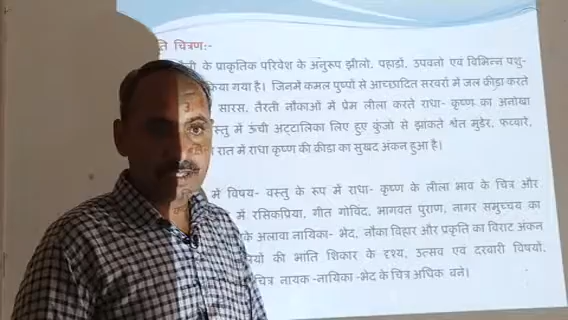 ति चित्रण:-
के प्राकृतिक परिवेश के अनुरूप झीलो, पहाडो, उपवनो एवं विभिन्न पशु-
किया गया है। जिनमें कमल पुष्पों से आच्छादित सरवरों में जल क्रीड़ा करते
सारस, तैरती नौकाओं में प्रेम लीला करते राधा- कृष्ण का अनोखा
स्तु में ऊंची अट्टालिका लिए हुए कुंजो से झांकते श्वेत मुंडेर, फव्वारे,
रात में राधा कृष्ण की क्रीडा का सुखद अंकन हुआ है।
में विषय- वस्तु के रूप में राधा- कृष्ण के लीला भाव के चित्र और
में रसिकप्रिया, गीत गोविंद, भागवत पुराण, नागर समुच्चय का
के अलावा नायिका- भेद, नौका विहार और प्रकृति का विराट अंकन
यों की भाति शिकार के दृश्य, उत्सव एवं दरबारी विषयों,
चित्र नायक -नायिका -भेद के चित्र अधिक बने।